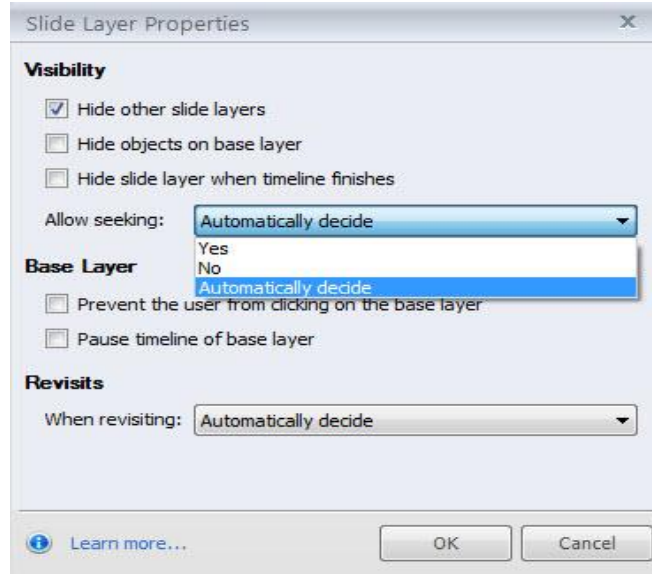 Slide Layer Properties
Visibility
Hide other slide layers
Hide objects on base layer
Hide slide layer when timeline finishes
Allow seeking: Automatically decide
Yes
No
Automatically decide
Base Layer
Prevent the user from clicking on the base layer
Pause timeline of base layer
Revisits
When revisiting: Automatically decide
Learn more...
OK Cancel